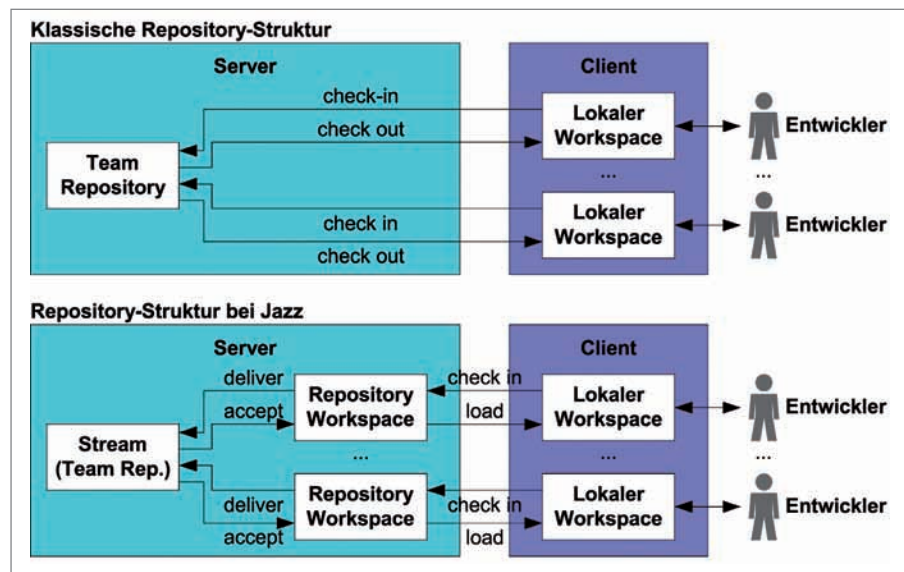 Klassische Repository-Struktur
Server
Client
check-in
check out
Team
Repository
Lokaler
Workspace
Entwickler
...
...
check in
check out
Lokaler
Workspace
Entwickler
Repository-Struktur bei Jazz
Server
Client
deliver
accept
Repository
Workspace
check in
load
Lokaler
Workspace
Entwickler
Stream
(Team Rep.)
...
...
...
deliver
accept
Repository
Workspace
check in
load
Lokaler
Workspace
Entwickler